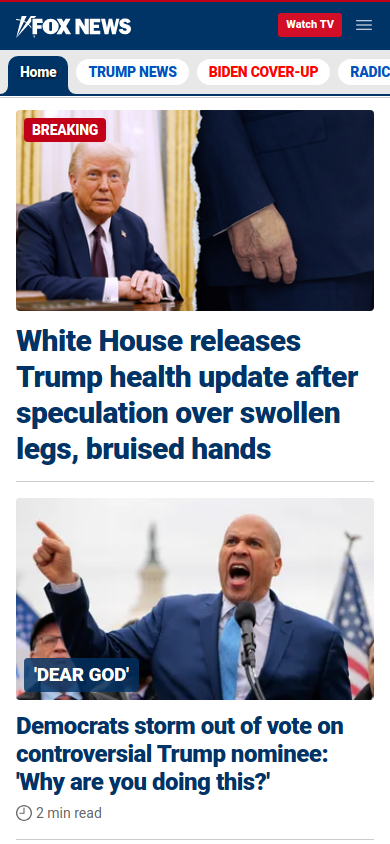 FOX NEWS
Watch TV
Home
TRUMP NEWS
BIDEN COVER-UP
RADIC
BREAKING
White House releases
Trump health update after
speculation over swollen
legs, bruised hands
'DEAR GOD'
Democrats storm out of vote on
controversial Trump nominee:
'Why are you doing this?'
2 min read